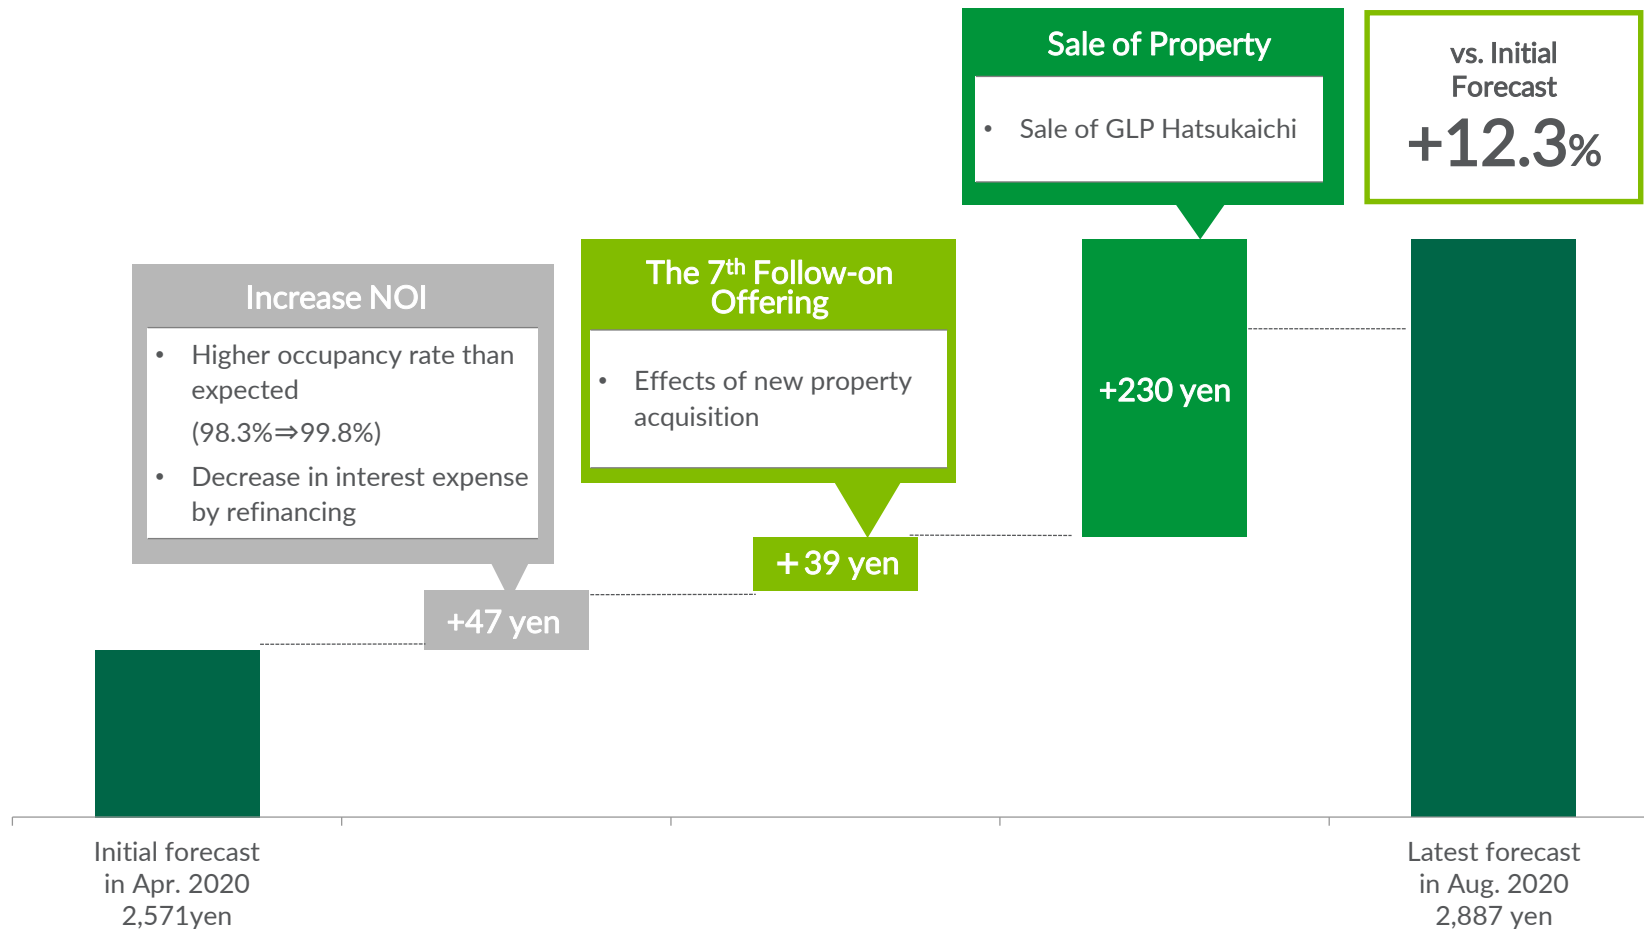 Sale of Property
• Sale of GLP Hatsukaichi
vs. Initial
Forecast
+12.3%
Increase NOI
• Higher occupancy rate than
expected
(98.3%⇒99.8%)
• Decrease in interest expense
by refinancing
The 7th Follow-on
Offering
• Effects of new property
acquisition
+230 yen
+39 yen
+47 yen
Initial forecast
in Apr. 2020
2,571yen
Latest forecast
in Aug. 2020
2,887 yen